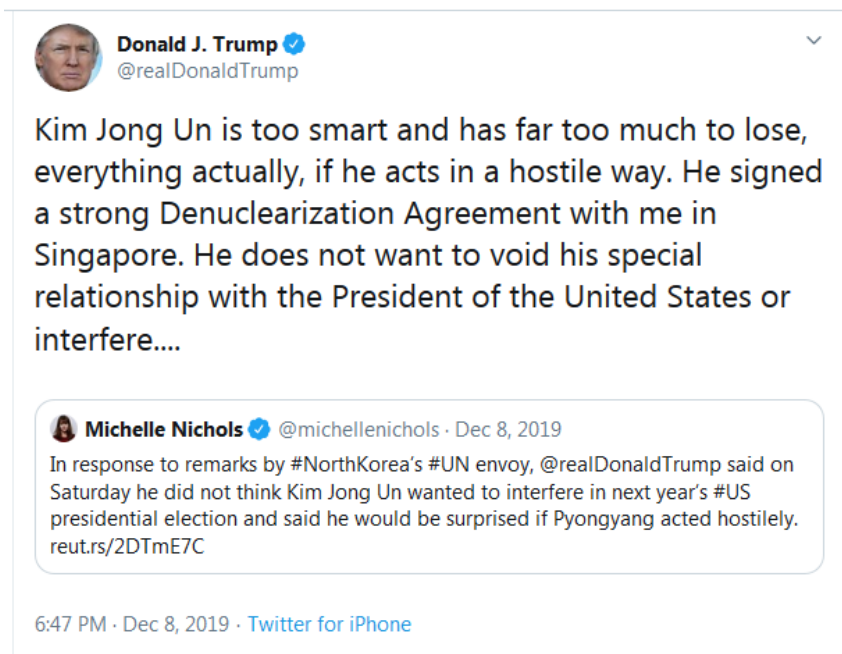 Donald J. Trump
@realDonaldTrump
Kim Jong Un is too smart and has far too much to lose,
everything actually, if he acts in a hostile way. He signed
a strong Denuclearization Agreement with me in
Singapore. He does not want to void his special
relationship with the President of the United States or
interfere....
Michelle Nichols @michellenichols · Dec 8, 2019
In response to remarks by #NorthKorea's #UN envoy, @realDonaldTrump said on
Saturday he did not think Kim Jong Un wanted to interfere in next year's #US
presidential election and said he would be surprised if Pyongyang acted hostilely.
reut.rs/2DTmE7C
6:47 PM · Dec 8, 2019 · Twitter for iPhone